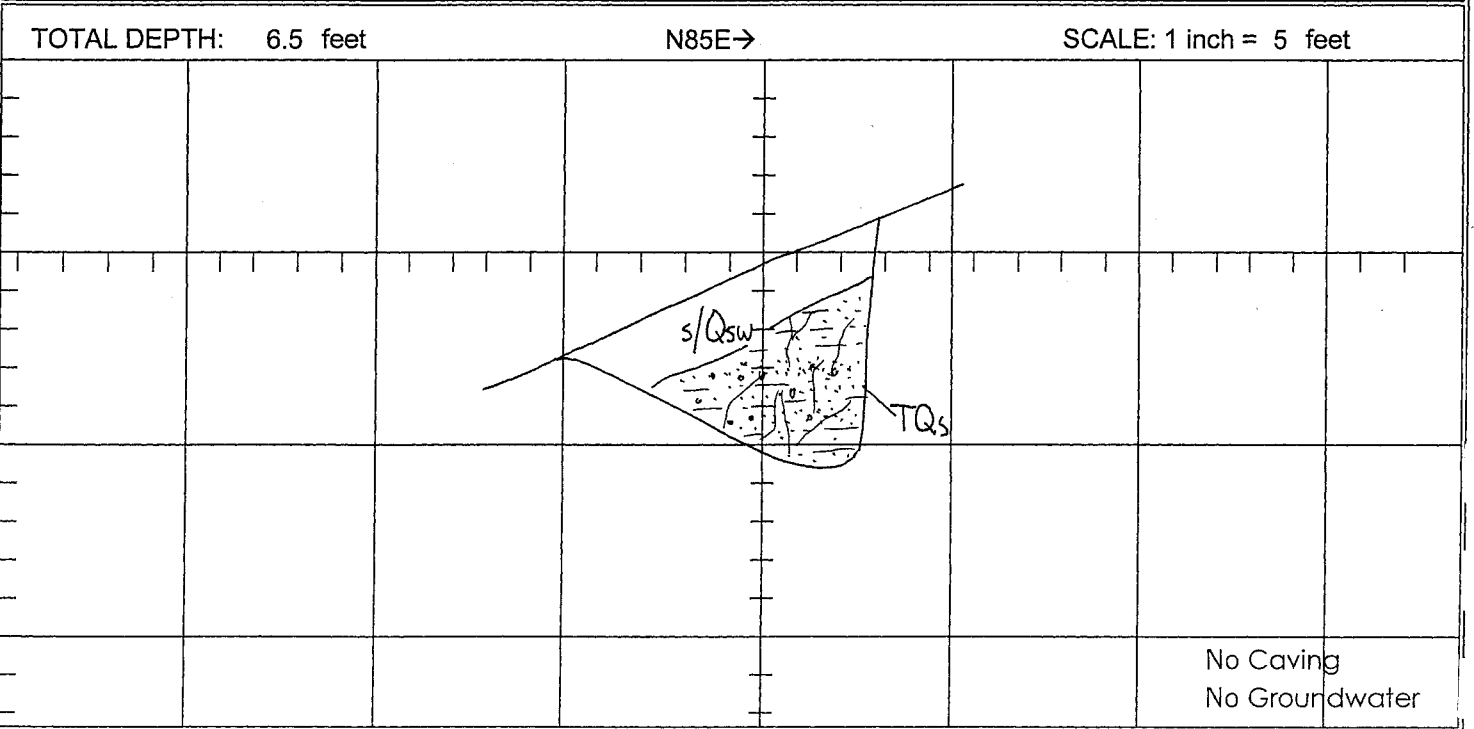 TOTAL DEPTH: 6.5 feet N85E→ SCALE: 1 inch = 5 feet
s/Qsw
TQs
No Caving
No Groundwater